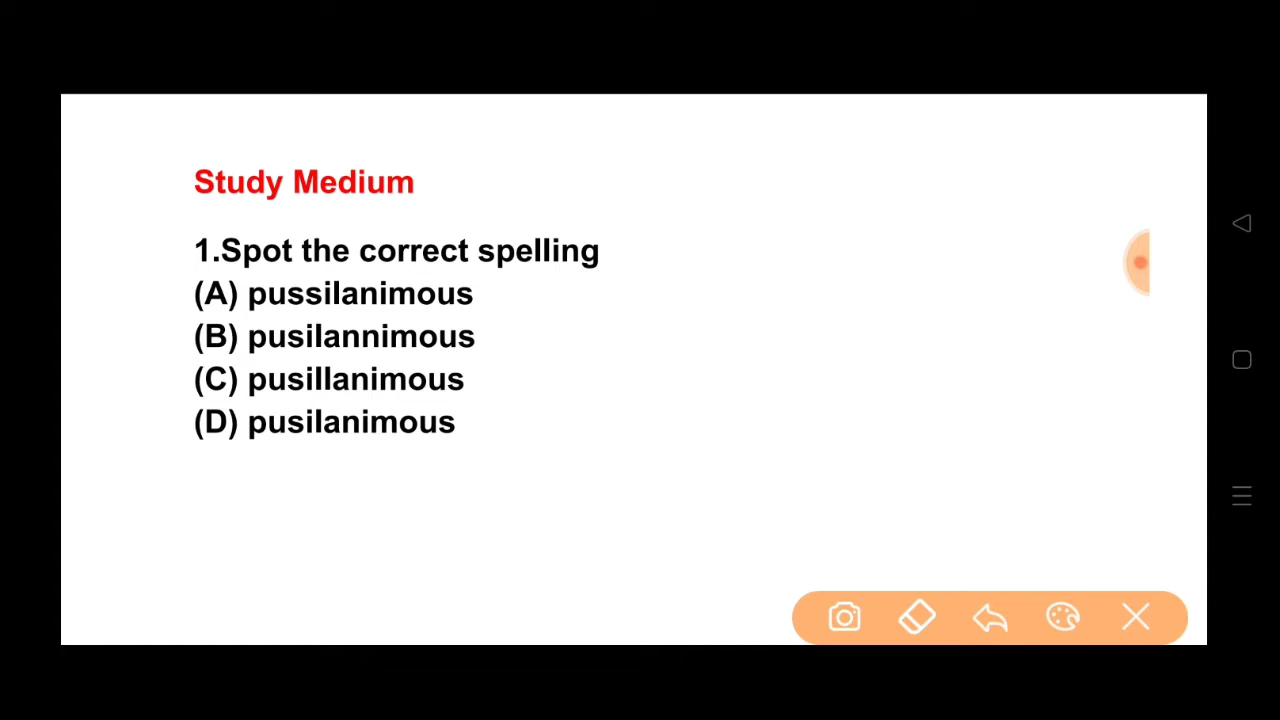 Study Medium
1.Spot the correct spelling
(A) pussilanimous
(B) pusilannimous
(C) pusillanimous
(D) pusilanimous